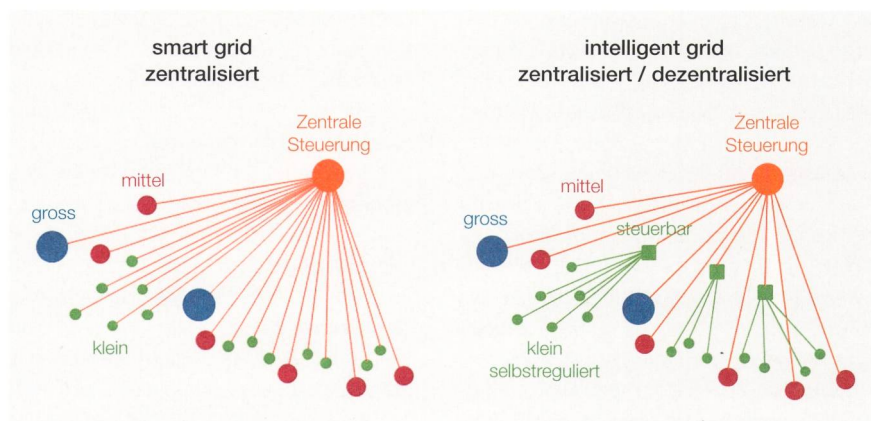 smart grid
zentralisiert
Zentrale
Steuerung
mittel
gross
klein
intelligent grid
zentralisiert / dezentralisiert
Zentrale
Steuerung
mittel
gross
steuerbar
klein
selbstreguliert